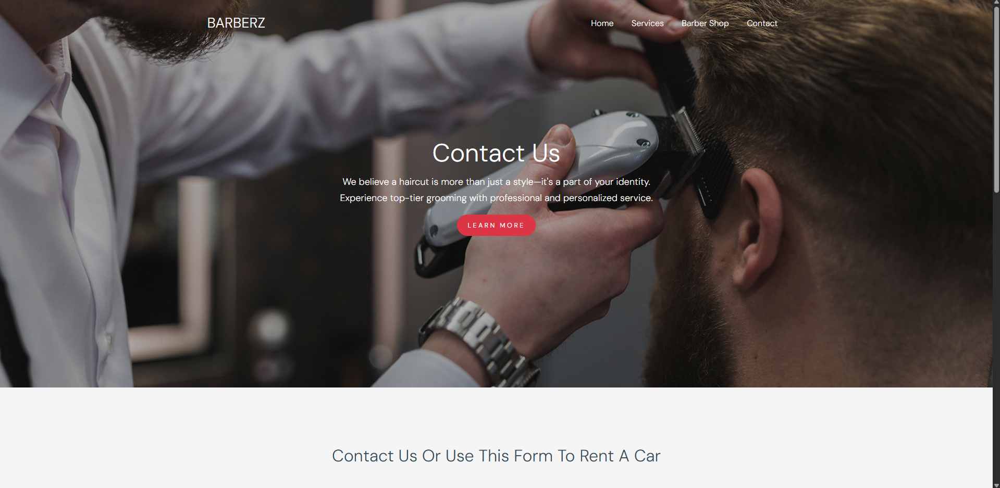 BARBERZ
Home Services Barber Shop Contact
Contact Us
We believe a haircut is more than just a style—it's a part of your identity.
Experience top-tier grooming with professional and personalized service.
LEARN MORE
Contact Us Or Use This Form To Rent A Car